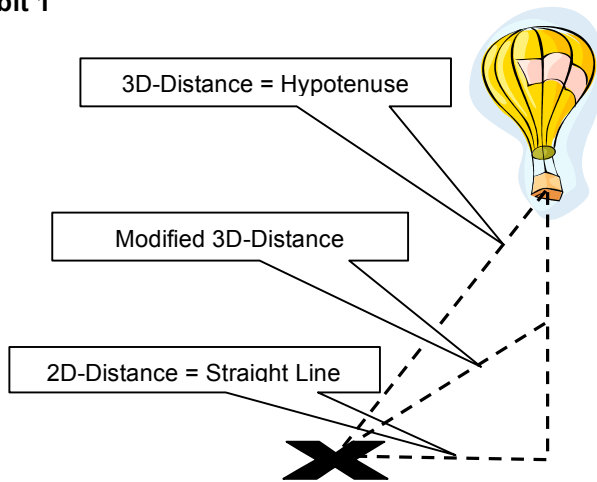 bit 1
3D-Distance = Hypotenuse
Modified 3D-Distance
2D-Distance = Straight Line